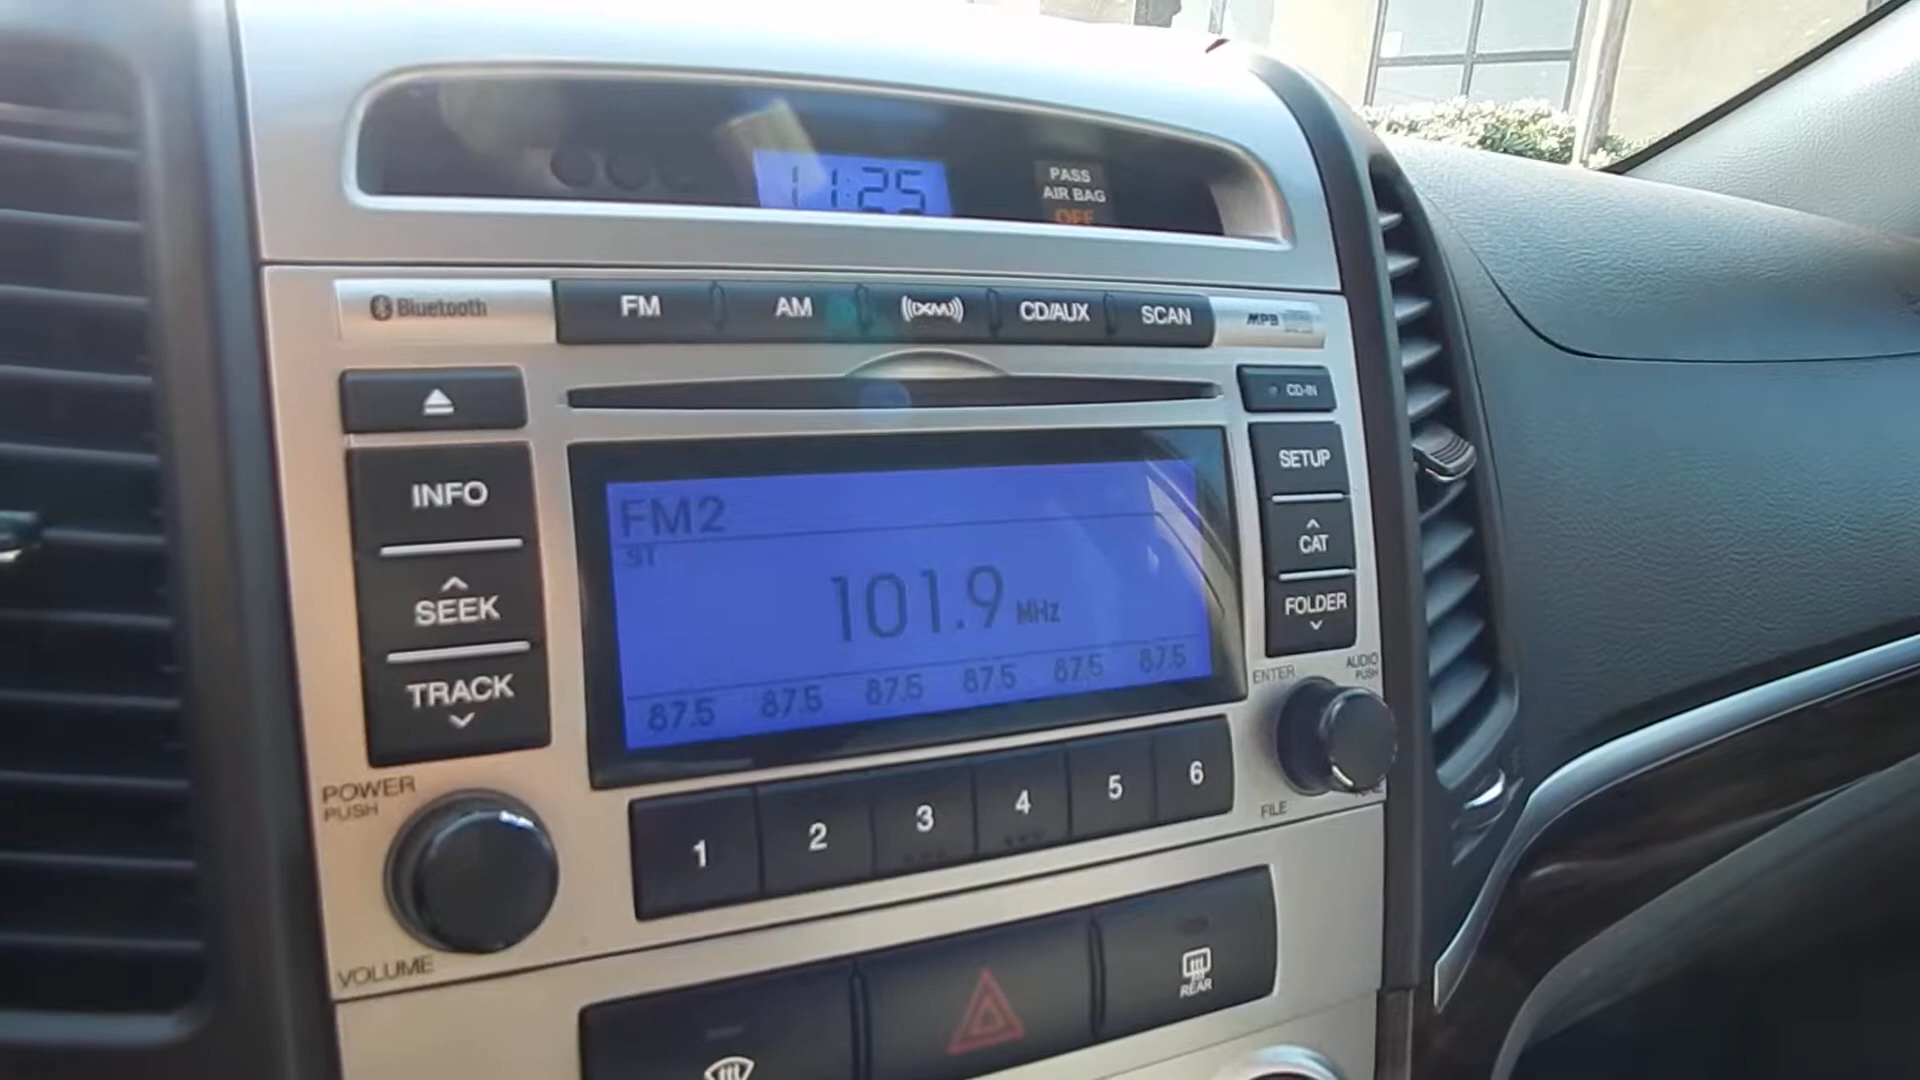 11:25
PASS
AIR BAG
OFF
Bluetooth
FM
AM
((XM))
CD/AUX
SCAN
MP3
CD-IN
INFO
SEEK
TRACK
SETUP
CAT
FOLDER
FM2
ST
101.9 MHz
87.5 87.5 87.5 87.5 87.5 87.5
ENTER
AUDIO
PUSH
POWER
PUSH
VOLUME
FILE
1 2 3 4 5 6
REAR